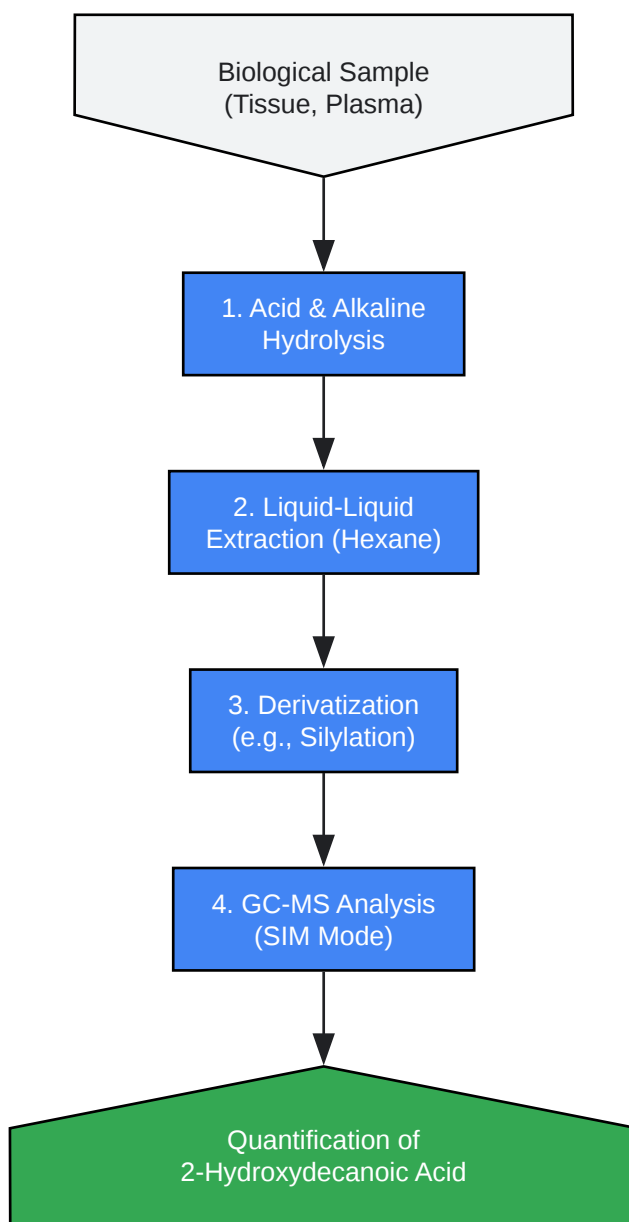 Biological Sample
(Tissue, Plasma)
1. Acid & Alkaline
Hydrolysis
2. Liquid-Liquid
Extraction (Hexane)
3. Derivatization
(e.g., Silylation)
4. GC-MS Analysis
(SIM Mode)
Quantification of
2-Hydroxydecanoic Acid